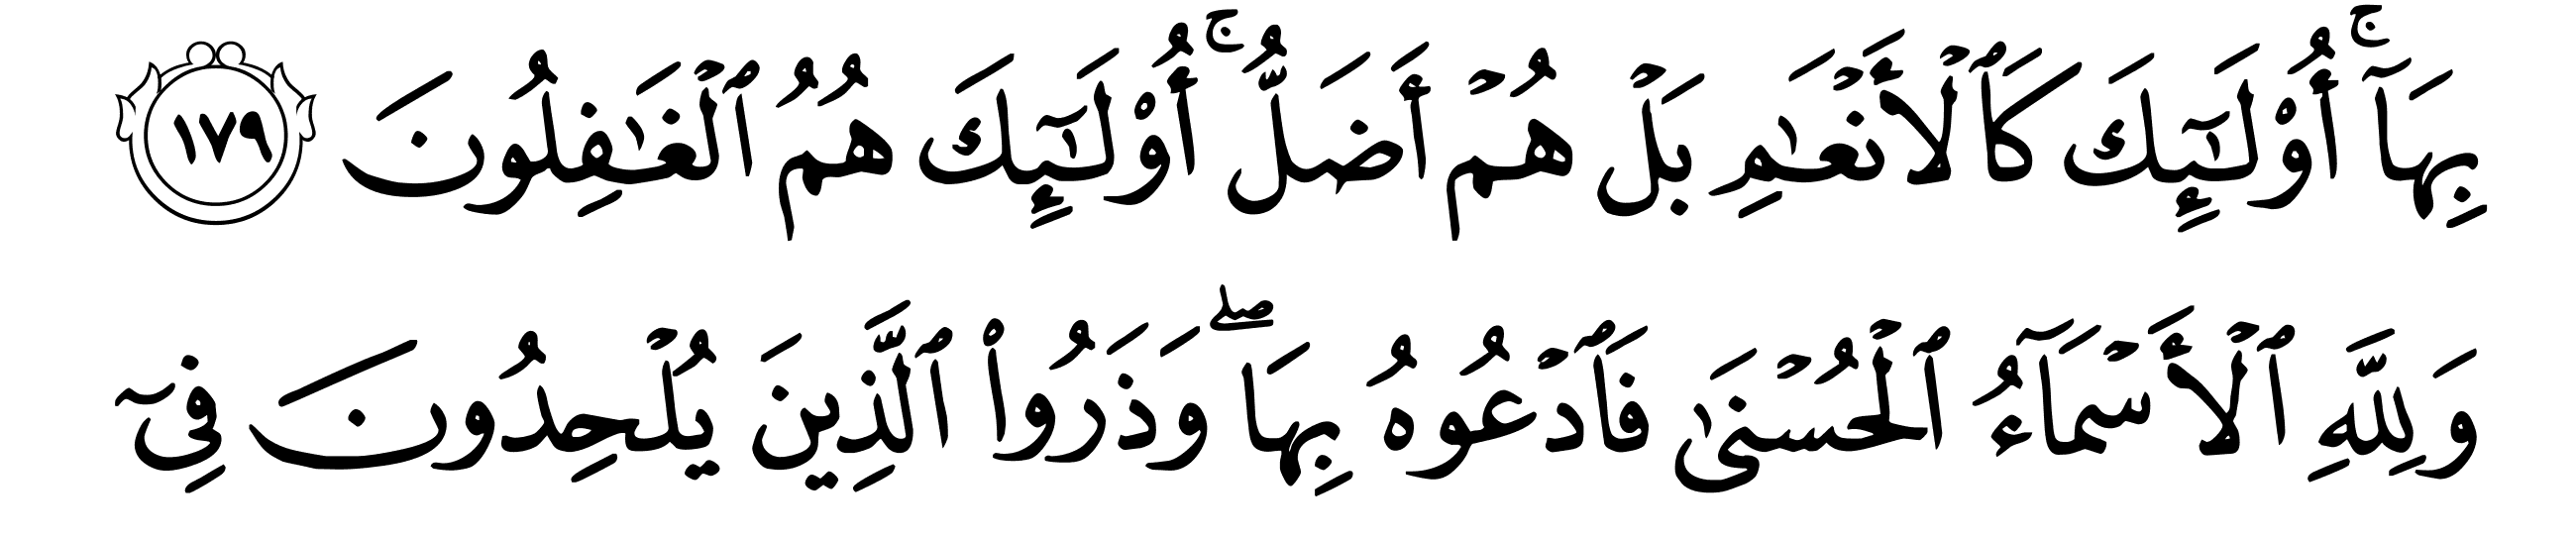 بِهَآۚ أُوْلَـٰٓئِكَ كَٱلۡأَنۡعَـٰمِ بَلۡ هُمۡ أَضَلُّۚ أُوْلَـٰٓئِكَ هُمُ ٱلۡغَـٰفِلُونَ ١٧٩
وَلِلَّهِ ٱلۡأَسۡمَآءُ ٱلۡحُسۡنَىٰ فَٱدۡعُوهُ بِهَاۖ وَذَرُواْ ٱلَّذِينَ يُلۡحِدُونَ فِىٓ